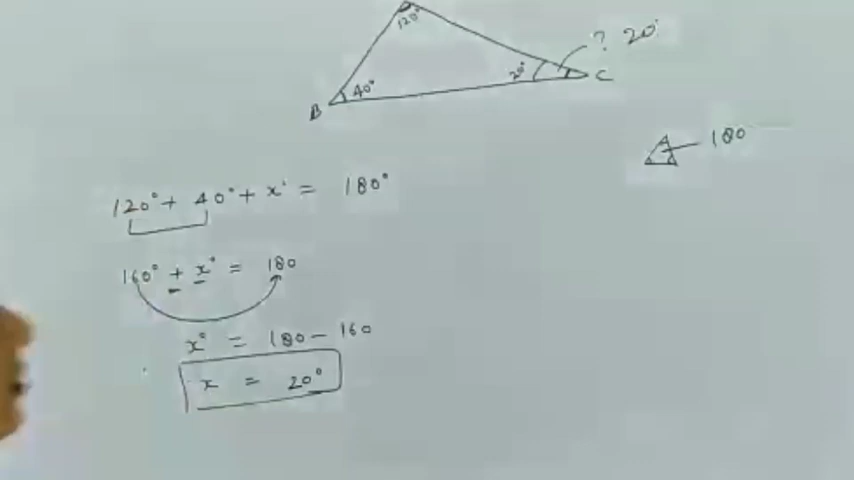 120°
? 20°
20°
C
40°
B
180
120° + 40° + x° = 180°
160° + x° = 180
x° = 180 - 160
x = 20°